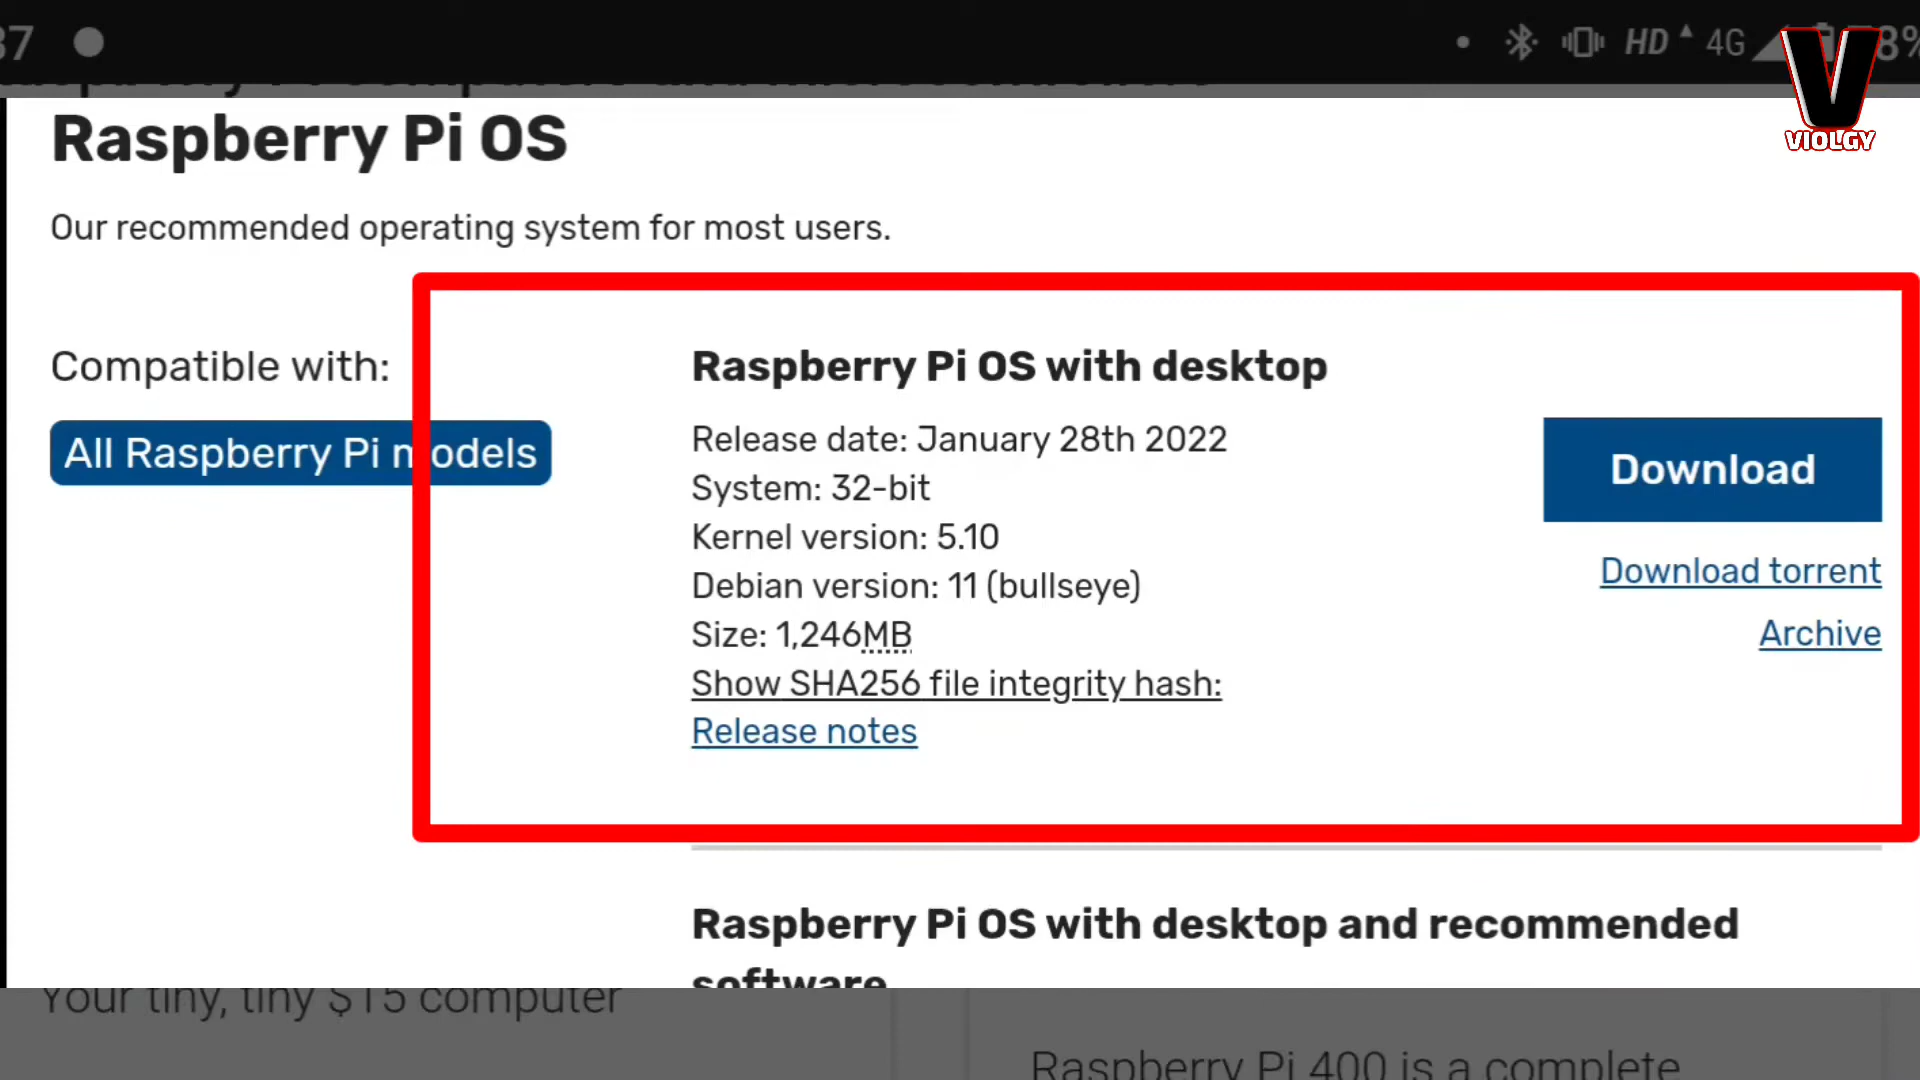 37
HD 4G 8%
VIOLGY
Raspberry Pi OS
Our recommended operating system for most users.
Compatible with:
All Raspberry Pi models
Raspberry Pi OS with desktop
Release date: January 28th 2022
System: 32-bit
Kernel version: 5.10
Debian version: 11 (bullseye)
Size: 1,246MB
Show SHA256 file integrity hash:
Release notes
Download
Download torrent
Archive
Raspberry Pi OS with desktop and recommended
software
Your tiny, tiny $15 computer
Raspberry Pi 400 is a complete